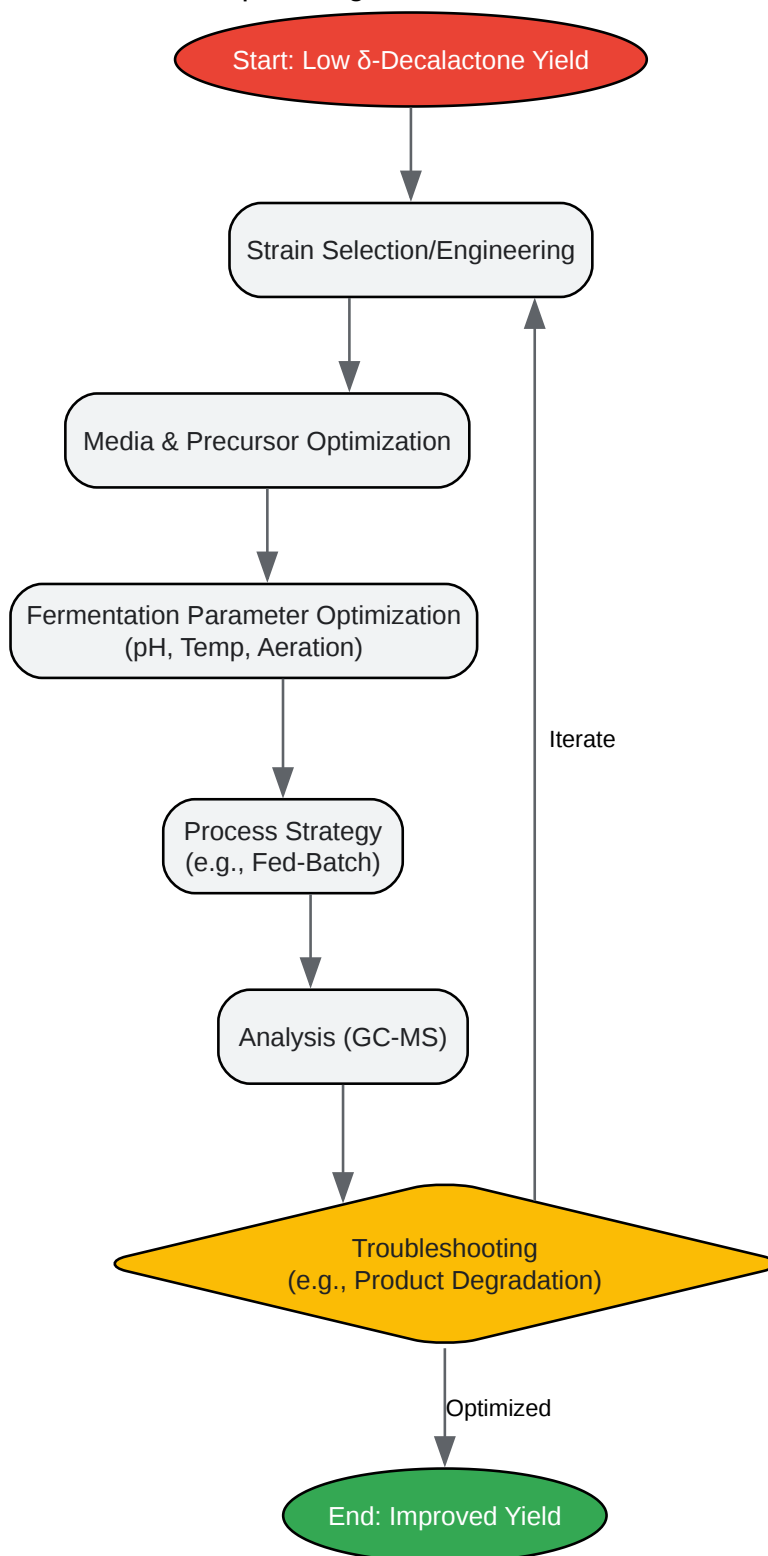 Start: Low δ-Decalactone Yield
Strain Selection/Engineering
Media & Precursor Optimization
Fermentation Parameter Optimization
(pH, Temp, Aeration)
Iterate
Process Strategy
(e.g., Fed-Batch)
Analysis (GC-MS)
Troubleshooting
(e.g., Product Degradation)
Optimized
End: Improved Yield